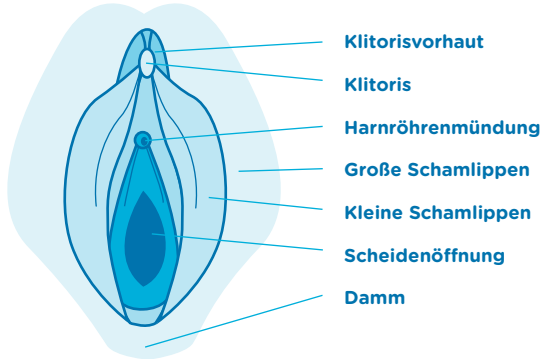 Klitorisvorhaut
Klitoris
Harnröhrenmündung
Große Schamlippen
Kleine Schamlippen
Scheidenöffnung
Damm